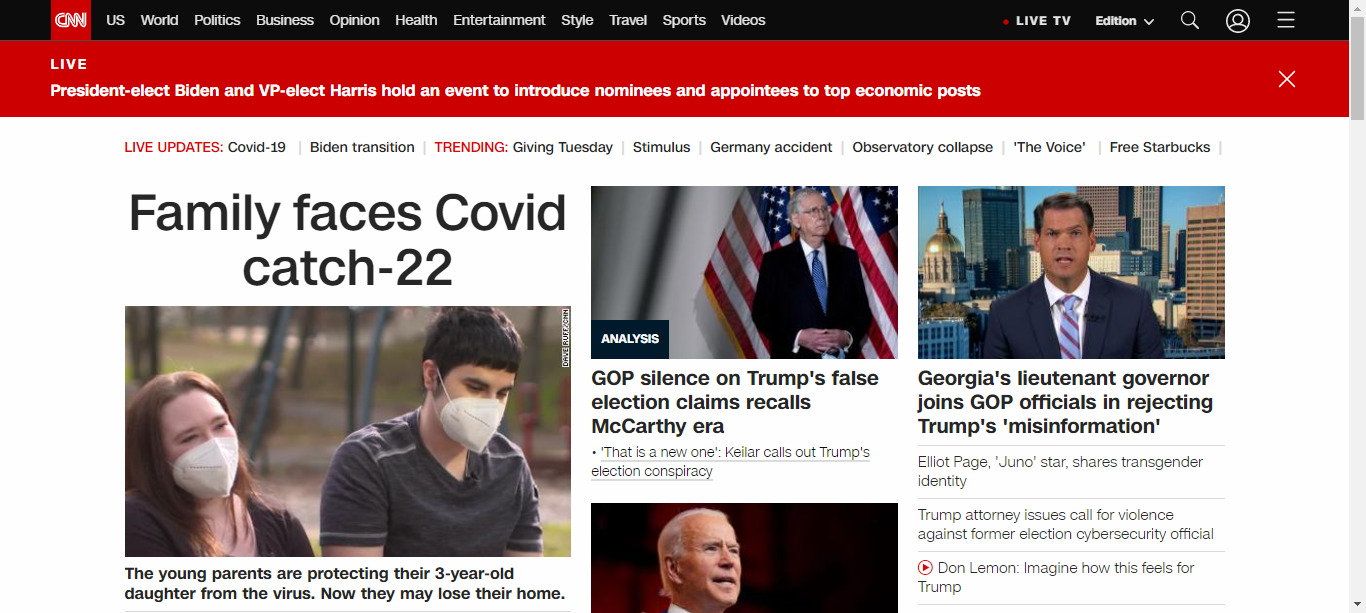 CNN US World Politics Business Opinion Health Entertainment Style Travel Sports Videos LIVE TV Edition
LIVE
President-elect Biden and VP-elect Harris hold an event to introduce nominees and appointees to top economic posts
LIVE UPDATES: Covid-19 | Biden transition | TRENDING: Giving Tuesday | Stimulus | Germany accident | Observatory collapse | 'The Voice' | Free Starbucks |
Family faces Covid
catch-22
DAVE RUFF/CNN
The young parents are protecting their 3-year-old
daughter from the virus. Now they may lose their home.
ANALYSIS
GOP silence on Trump's false
election claims recalls
McCarthy era
• 'That is a new one': Keilar calls out Trump's
election conspiracy
Georgia's lieutenant governor
joins GOP officials in rejecting
Trump's 'misinformation'
Elliot Page, 'Juno' star, shares transgender
identity
Trump attorney issues call for violence
against former election cybersecurity official
Don Lemon: Imagine how this feels for
Trump